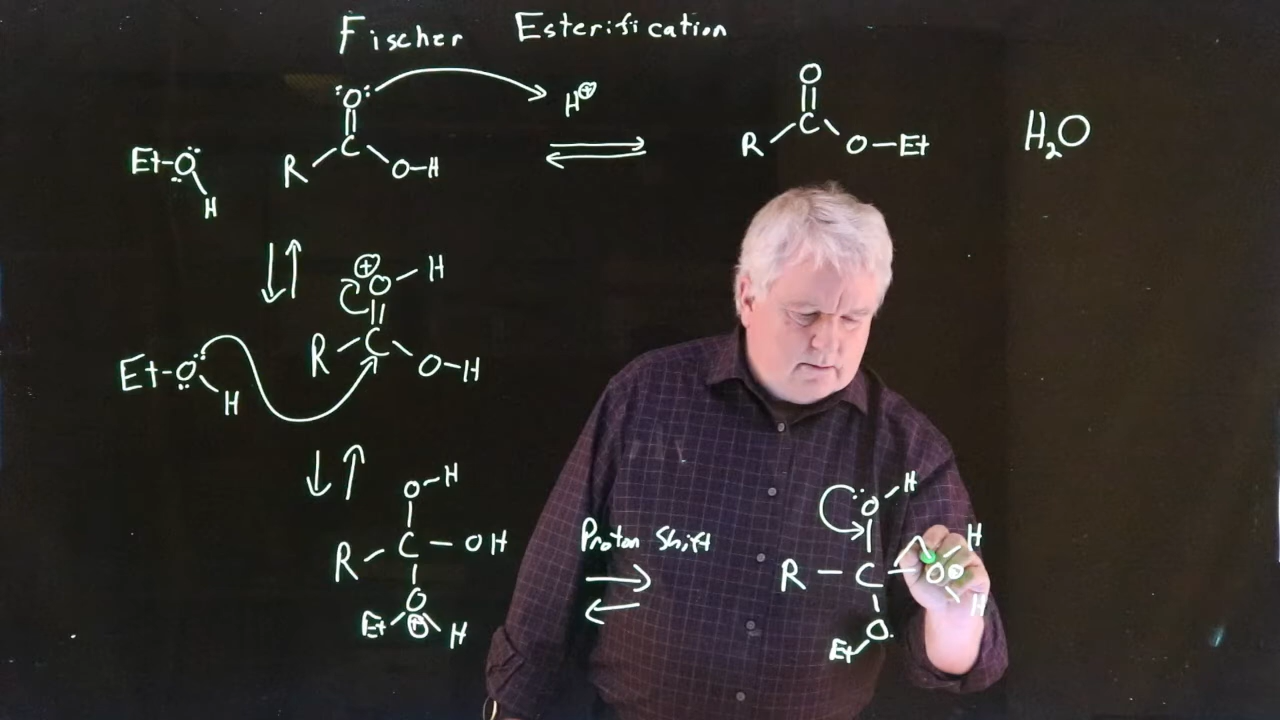 Fischer Esterification
:O:
H⊕
O
C
R
O-H
Et-O
H
C
R
O-Et
H₂O
⊕
O-H
C
R
O-H
Et-O
H
O-H
R-C-OH
O
Et ⊕ H
Proton Shift
:O-H
R-C-O⊕
H
H
O
Et